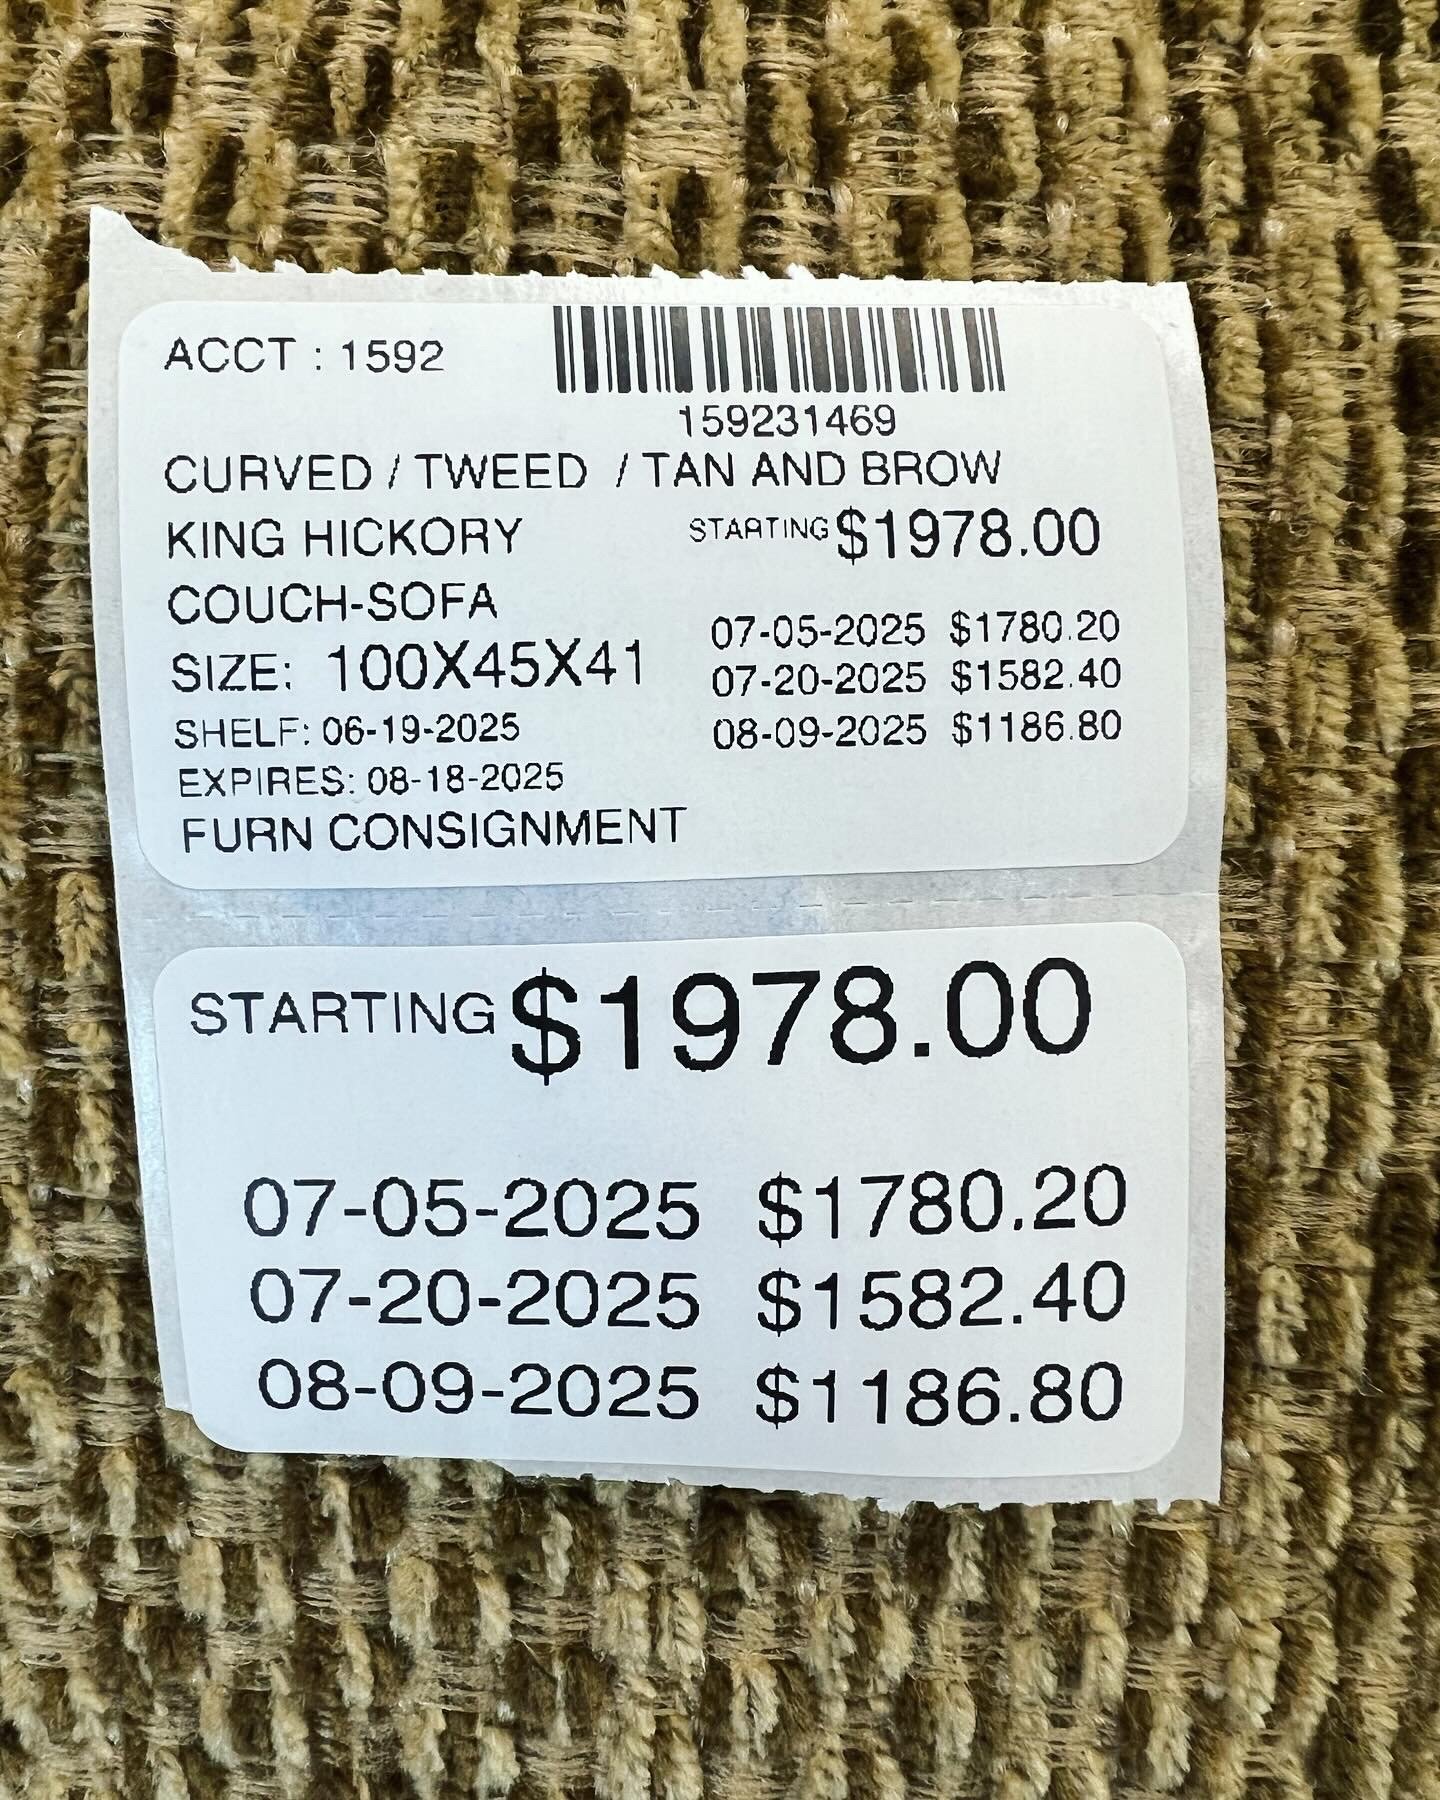 ACCT : 1592
159231469
CURVED / TWEED / TAN AND BROW
KING HICKORY
STARTING $1978.00
COUCH-SOFA
07-05-2025 $1780.20
SIZE: 100X45X41
07-20-2025 $1582.40
SHELF: 06-19-2025
08-09-2025 $1186.80
EXPIRES: 08-18-2025
FURN CONSIGNMENT
STARTING $1978.00
07-05-2025 $1780.20
07-20-2025 $1582.40
08-09-2025 $1186.80